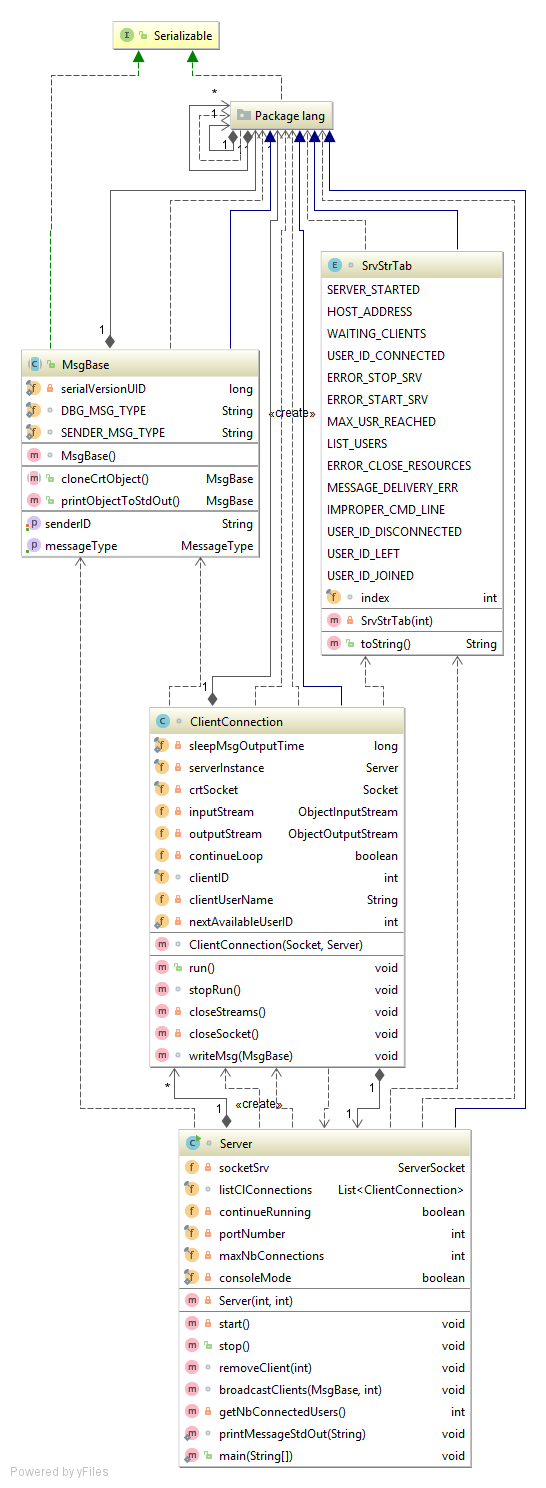 Serializable
*
Package lang
1
1
1
SrvStrTab
SERVER_STARTED
HOST_ADDRESS
WAITING_CLIENTS
USER_ID_CONNECTED
ERROR_STOP_SRV
ERROR_START_SRV
MAX_USR_REACHED
LIST_USERS
ERROR_CLOSE_RESOURCES
MESSAGE_DELIVERY_ERR
IMPROPER_CMD_LINE
USER_ID_DISCONNECTED
USER_ID_LEFT
USER_ID_JOINED
index int
SrvStrTab(int)
toString() String
MsgBase
serialVersionUID long
DBG_MSG_TYPE String
SENDER_MSG_TYPE String
MsgBase()
cloneCrtObject() MsgBase
printObjectToStdOut() MsgBase
senderID String
messageType MessageType
«create»
1
ClientConnection
sleepMsgOutputTime long
serverInstance Server
crtSocket Socket
inputStream ObjectInputStream
outputStream ObjectOutputStream
continueLoop boolean
clientID int
clientUserName String
nextAvailableUserID int
ClientConnection(Socket, Server)
run() void
stopRun() void
closeStreams() void
closeSocket() void
writeMsg(MsgBase) void
* 1
«create»
1 1
Server
socketSrv ServerSocket
listClConnections List<ClientConnection>
continueRunning boolean
portNumber int
maxNbConnections int
consoleMode boolean
Server(int, int)
start() void
stop() void
removeClient(int) void
broadcastClients(MsgBase, int) void
getNbConnectedUsers() int
printMessageStdOut(String) void
main(String[]) void
Powered by yFiles